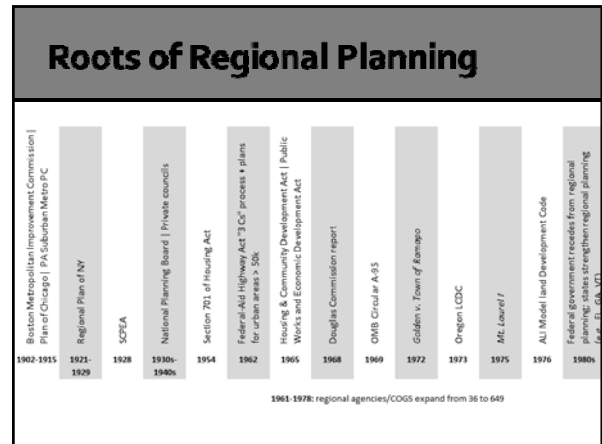 Roots of Regional Planning
Boston Metropolitan Improvement Commission |
Plan of Chicago | PA Suburban Metro PC
1902-1915
Regional Plan of NY
1921-
1929
SCPEA
1928
National Planning Board | Private councils
1930s-
1940s
Section 701 of Housing Act
1954
Federal-Aid Highway Act "3 Cs" process + plans
for urban areas > 50k
1962
Housing & Community Development Act | Public
Works and Economic Development Act
1965
Douglas Commission report
1968
OMB Circular A-95
1969
Golden v. Town of Ramapo
1972
Oregon LCDC
1973
Mt. Laurel I
1975
ALI Model land Development Code
1976
Federal government recedes from regional
planning; states strengthen regional planning
(e.g. FL, GA, VT)
1980s
1961-1978: regional agencies/COGS expand from 36 to 649